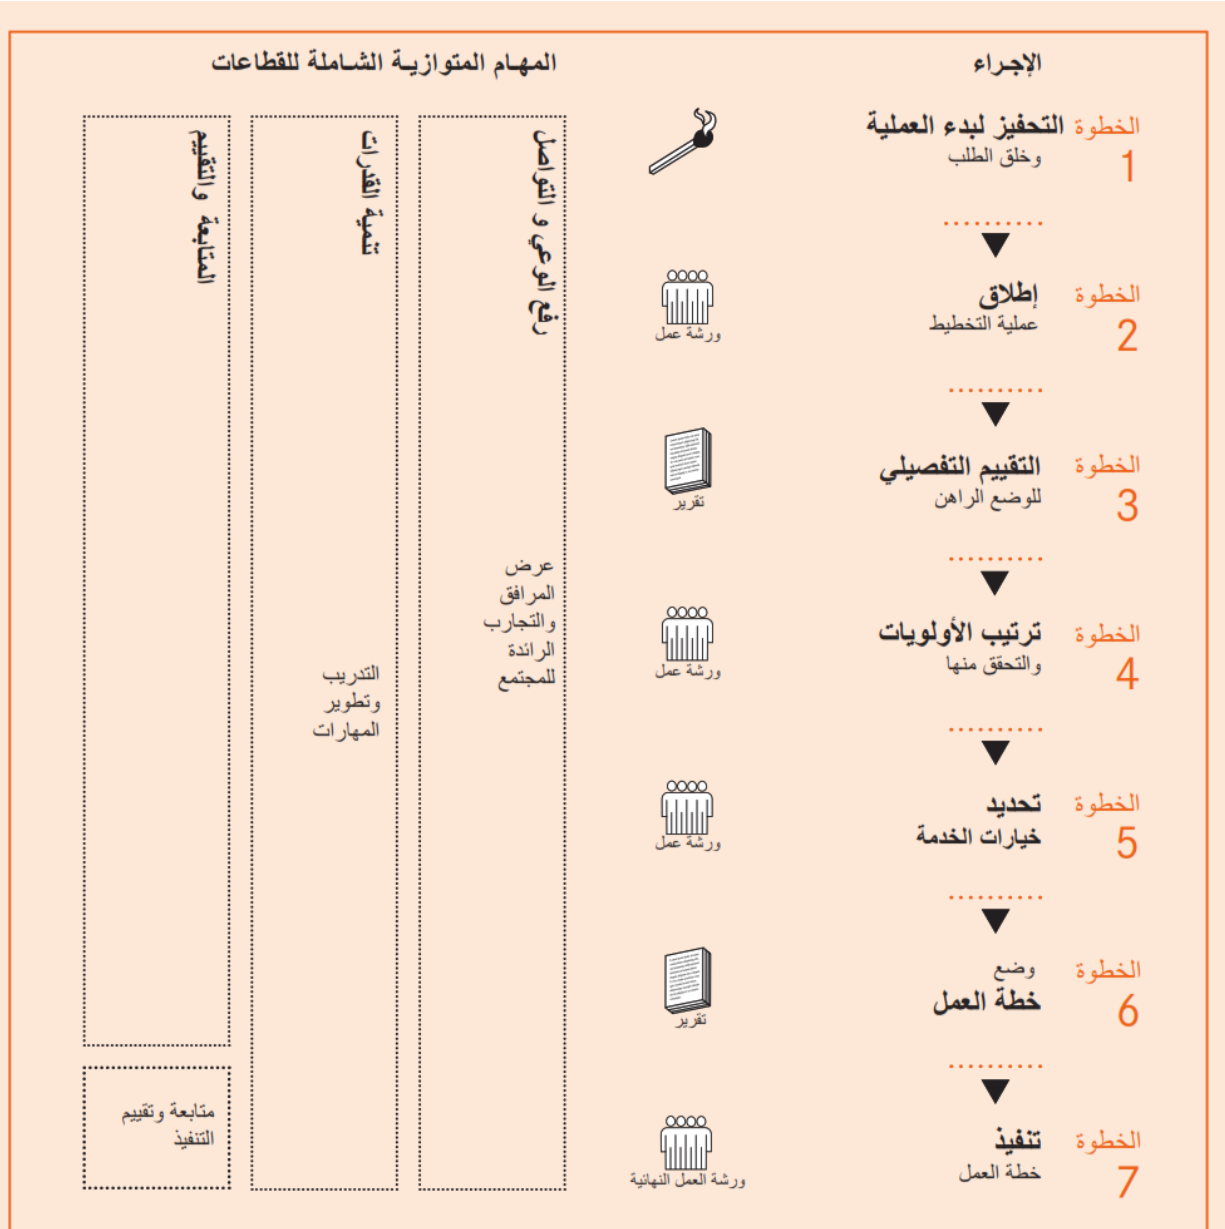 الإجراء
المهام المتوازية الشاملة للقطاعات
الخطوة
1
التحفيز لبدء العملية
وخلق الطلب
الخطوة
2
إطلاق
عملية التخطيط
ورشة عمل
الخطوة
3
التقييم التفصيلي
للوضع الراهن
تقرير
الخطوة
4
ترتيب الأولويات
والتحقق منها
ورشة عمل
الخطوة
5
تحديد
خيارات الخدمة
ورشة عمل
الخطوة
6
وضع
خطة العمل
تقرير
الخطوة
7
تنفيذ
خطة العمل
ورشة العمل النهائية
رفع الوعي و التواصل
عرض
المرافق
والتجارب
الرائدة
للمجتمع
تنمية القدرات
التدريب
وتطوير
المهارات
المتابعة والتقييم
متابعة وتقييم
التنفيذ